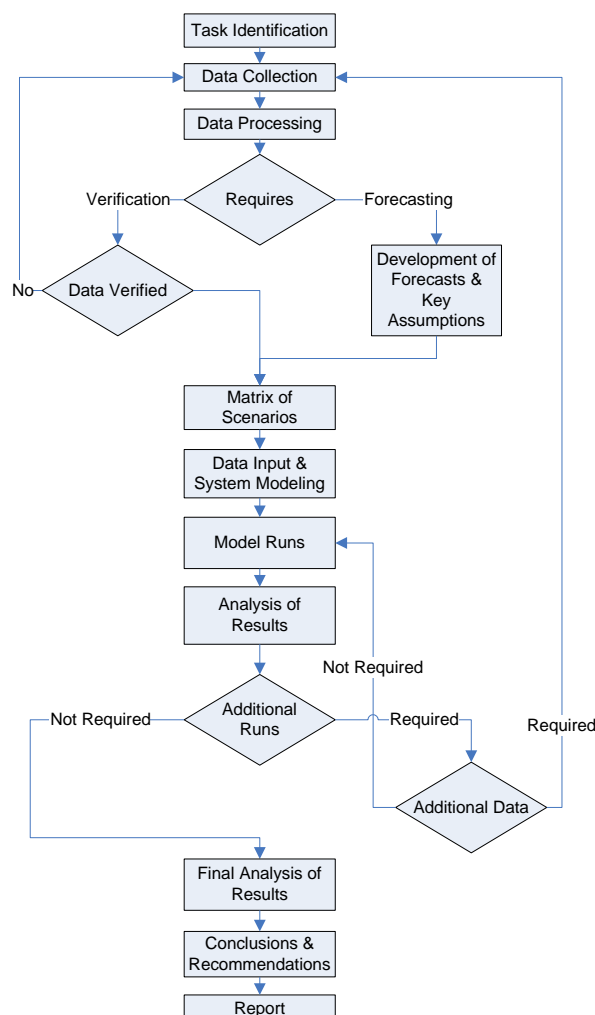 Task Identification
Data Collection
Data Processing
Requires
Verification
Forecasting
Data Verified
No
Development of
Forecasts &
Key
Assumptions
Matrix of
Scenarios
Data Input &
System Modeling
Model Runs
Analysis of
Results
Not Required
Additional
Runs
Not Required
Required
Required
Additional Data
Final Analysis of
Results
Conclusions &
Recommendations
Report